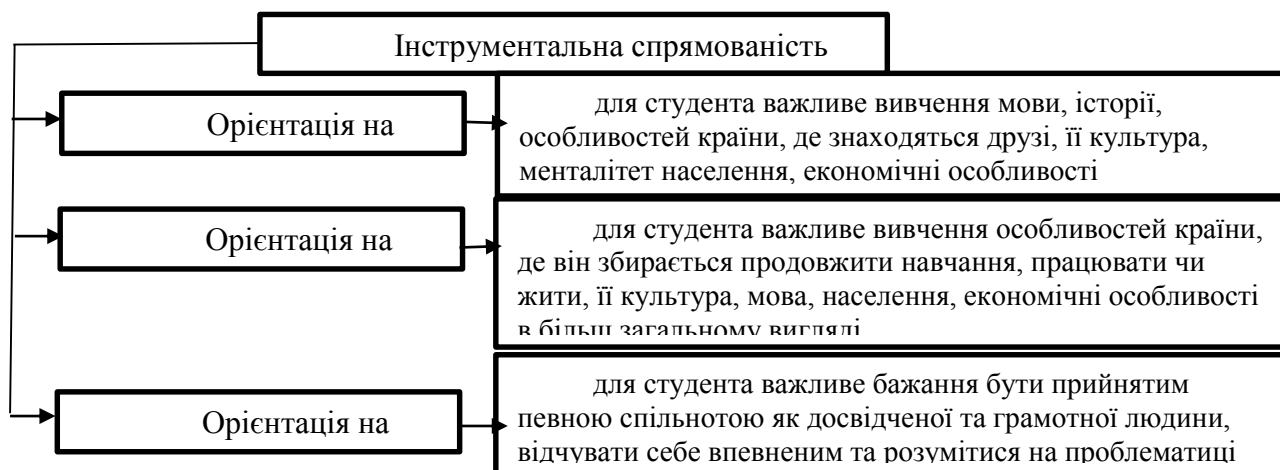 Інструментальна спрямованість
Орієнтація на
для студента важливе вивчення мови, історії,
особливостей країни, де знаходяться друзі, її культура,
менталітет населення, економічні особливості
Орієнтація на
для студента важливе вивчення особливостей країни,
де він збирається продовжити навчання, працювати чи
жити, її культура, мова, населення, економічні особливості
в більш загальному вигляді
Орієнтація на
для студента важливе бажання бути прийнятим
певною спільнотою як досвідченої та грамотної людини,
відчувати себе впевненим та розумітися на проблематиці